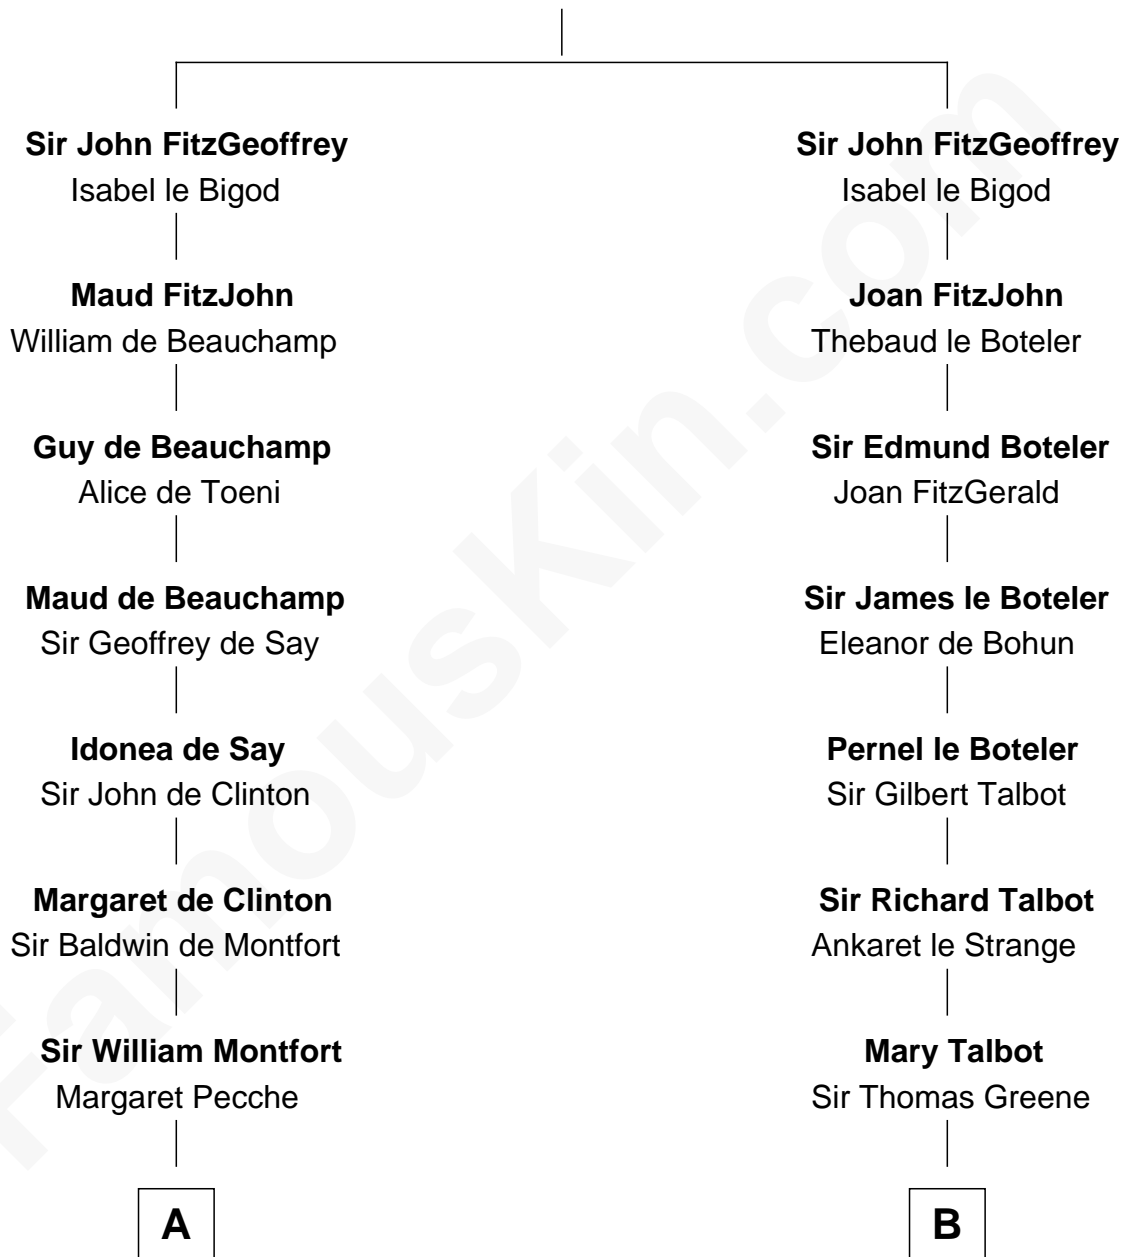 Sir John FitzGeoffrey
Isabel le Bigod
Maud FitzJohn
William de Beauchamp
Guy de Beauchamp
Alice de Toeni
Maud de Beauchamp
Sir Geoffrey de Say
Idonea de Say
Sir John de Clinton
Margaret de Clinton
Sir Baldwin de Montfort
Sir William Montfort
Margaret Pecche
A
Sir John FitzGeoffrey
Isabel le Bigod
Joan FitzJohn
Thebaud le Boteler
Sir Edmund Boteler
Joan FitzGerald
Sir James le Boteler
Eleanor de Bohun
Pernel le Boteler
Sir Gilbert Talbot
Sir Richard Talbot
Ankaret le Strange
Mary Talbot
Sir Thomas Greene
B
FamousKin.com